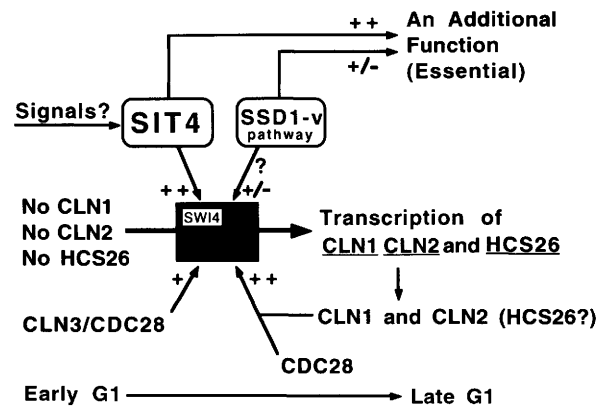 ++ An Additional
Function
+/- (Essential)
Signals?
SIT4
SSD1-v
pathway
?
++ +/-
No CLN1
No CLN2
No HCS26
SWI4
Transcription of
CLN1 CLN2 and HCS26
+ ++
CLN3/CDC28
CLN1 and CLN2 (HCS26?)
CDC28
Early G1 Late G1